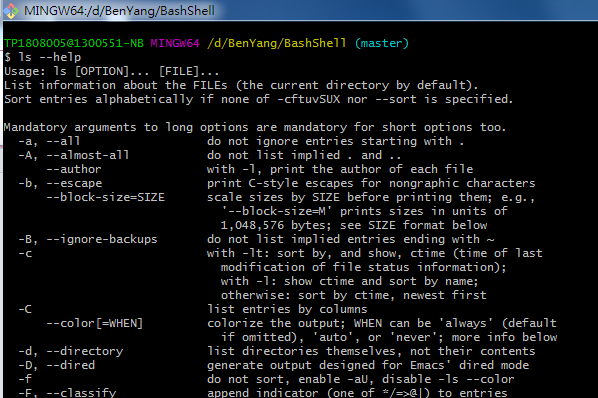 MINGW64:/d/BenYang/BashShell
TP1808005@1300551-NB MINGW64 /d/BenYang/BashShell (master)
$ ls --help
Usage: ls [OPTION]... [FILE]...
List information about the FILEs (the current directory by default).
Sort entries alphabetically if none of -cftuvSUX nor --sort is specified.
Mandatory arguments to long options are mandatory for short options too.
-a, --all do not ignore entries starting with .
-A, --almost-all do not list implied . and ..
--author with -l, print the author of each file
-b, --escape print C-style escapes for nongraphic characters
--block-size=SIZE scale sizes by SIZE before printing them; e.g.,
'--block-size=M' prints sizes in units of
1,048,576 bytes; see SIZE format below
-B, --ignore-backups do not list implied entries ending with ~
-c with -lt: sort by, and show, ctime (time of last
modification of file status information);
with -l: show ctime and sort by name;
otherwise: sort by ctime, newest first
-C list entries by columns
--color[=WHEN] colorize the output; WHEN can be 'always' (default
if omitted), 'auto', or 'never'; more info below
-d, --directory list directories themselves, not their contents
-D, --dired generate output designed for Emacs' dired mode
-f do not sort, enable -aU, disable -ls --color
-F, --classify append indicator (one of */=>@|) to entries